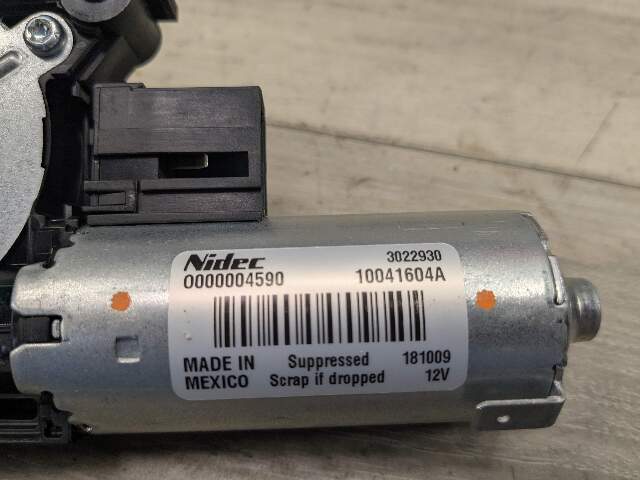 Nidec 3022930
0000004590 10041604A
MADE IN Suppressed 181009
MEXICO Scrap if dropped 12V